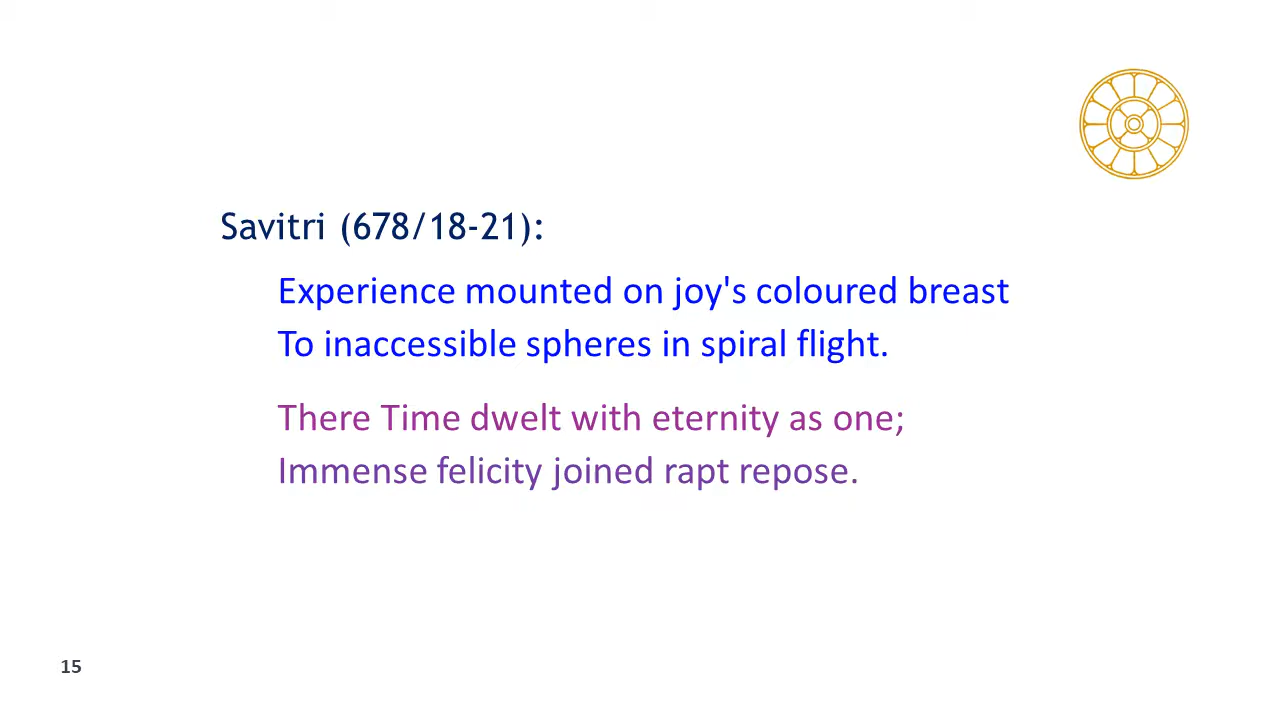 Savitri (678/18-21):
Experience mounted on joy's coloured breast
To inaccessible spheres in spiral flight.
There Time dwelt with eternity as one;
Immense felicity joined rapt repose.
15